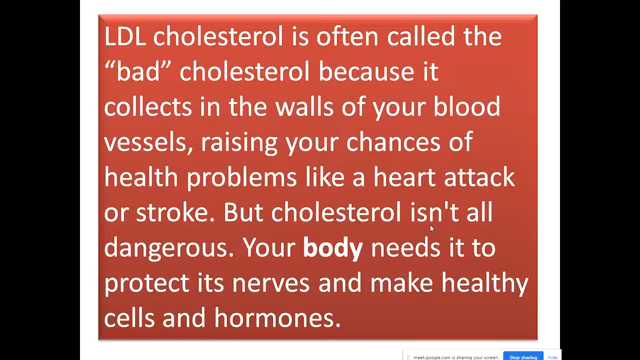 LDL cholesterol is often called the
“bad” cholesterol because it
collects in the walls of your blood
vessels, raising your chances of
health problems like a heart attack
or stroke. But cholesterol isn't all
dangerous. Your body needs it to
protect its nerves and make healthy
cells and hormones.
meet.google.com is sharing your screen. Stop sharing Hide